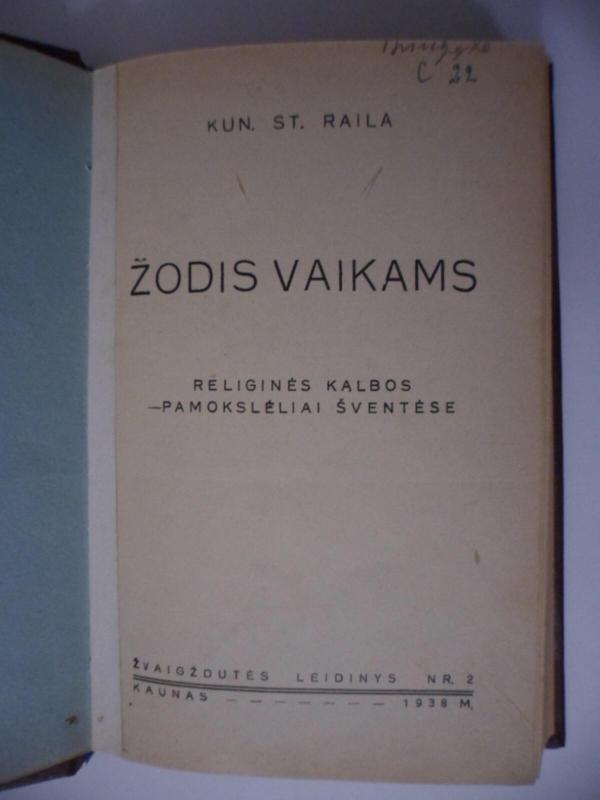 C 22
KUN. ST. RAILA
ŽODIS VAIKAMS
RELIGINĖS KALBOS
—PAMOKSLĖLIAI ŠVENTĖSE
ŽVAIGŽDUTĖS LEIDINYS NR. 2
KAUNAS — — — — — — — 1938 M.